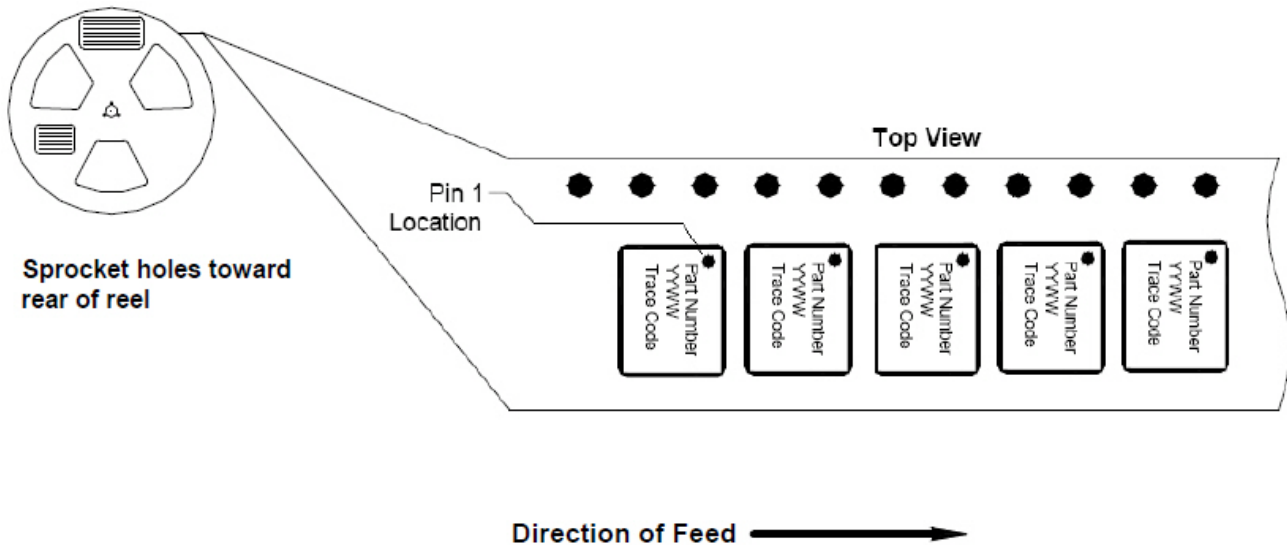 Top View
Pin 1
Location
Sprocket holes toward
rear of reel
Part Number
YYWW
Trace Code
Part Number
YYWW
Trace Code
Part Number
YYWW
Trace Code
Part Number
YYWW
Trace Code
Part Number
YYWW
Trace Code
Direction of Feed